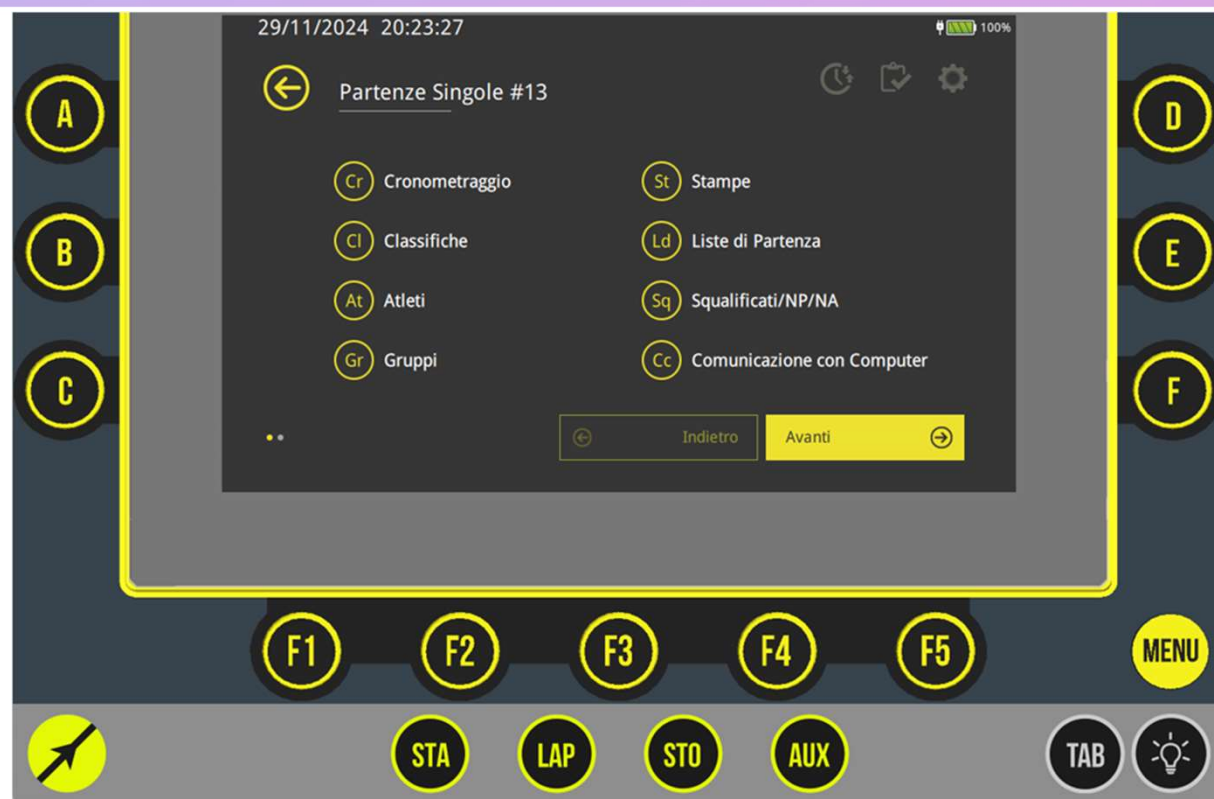 29/11/2024 20:23:27 100%
Partenze Singole #13
Cr Cronometraggio
St Stampe
Cl Classifiche
Ld Liste di Partenza
At Atleti
Sq Squalificati/NP/NA
Gr Gruppi
Cc Comunicazione con Computer
Indietro
Avanti
A
B
C
D
E
F
F1 F2 F3 F4 F5
MENU
STA LAP STO AUX
TAB